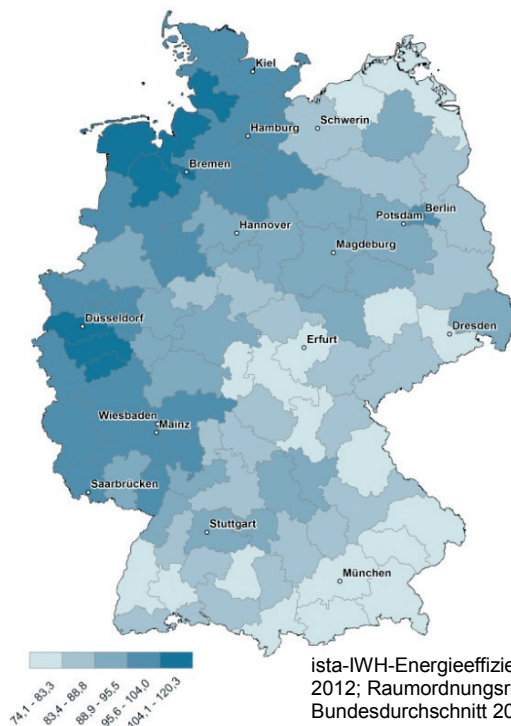 Kiel
Hamburg
Schwerin
Bremen
Berlin
Potsdam
Hannover
Magdeburg
Düsseldorf
Erfurt
Dresden
Wiesbaden
Mainz
Saarbrücken
Stuttgart
München
74,1 - 83,3
83,4 - 88,8
88,9 - 95,5
95,6 - 104,0
104,1 - 120,3
ista-IWH-Energieeffizie
2012; Raumordnungsr
Bundesdurchschnitt 20